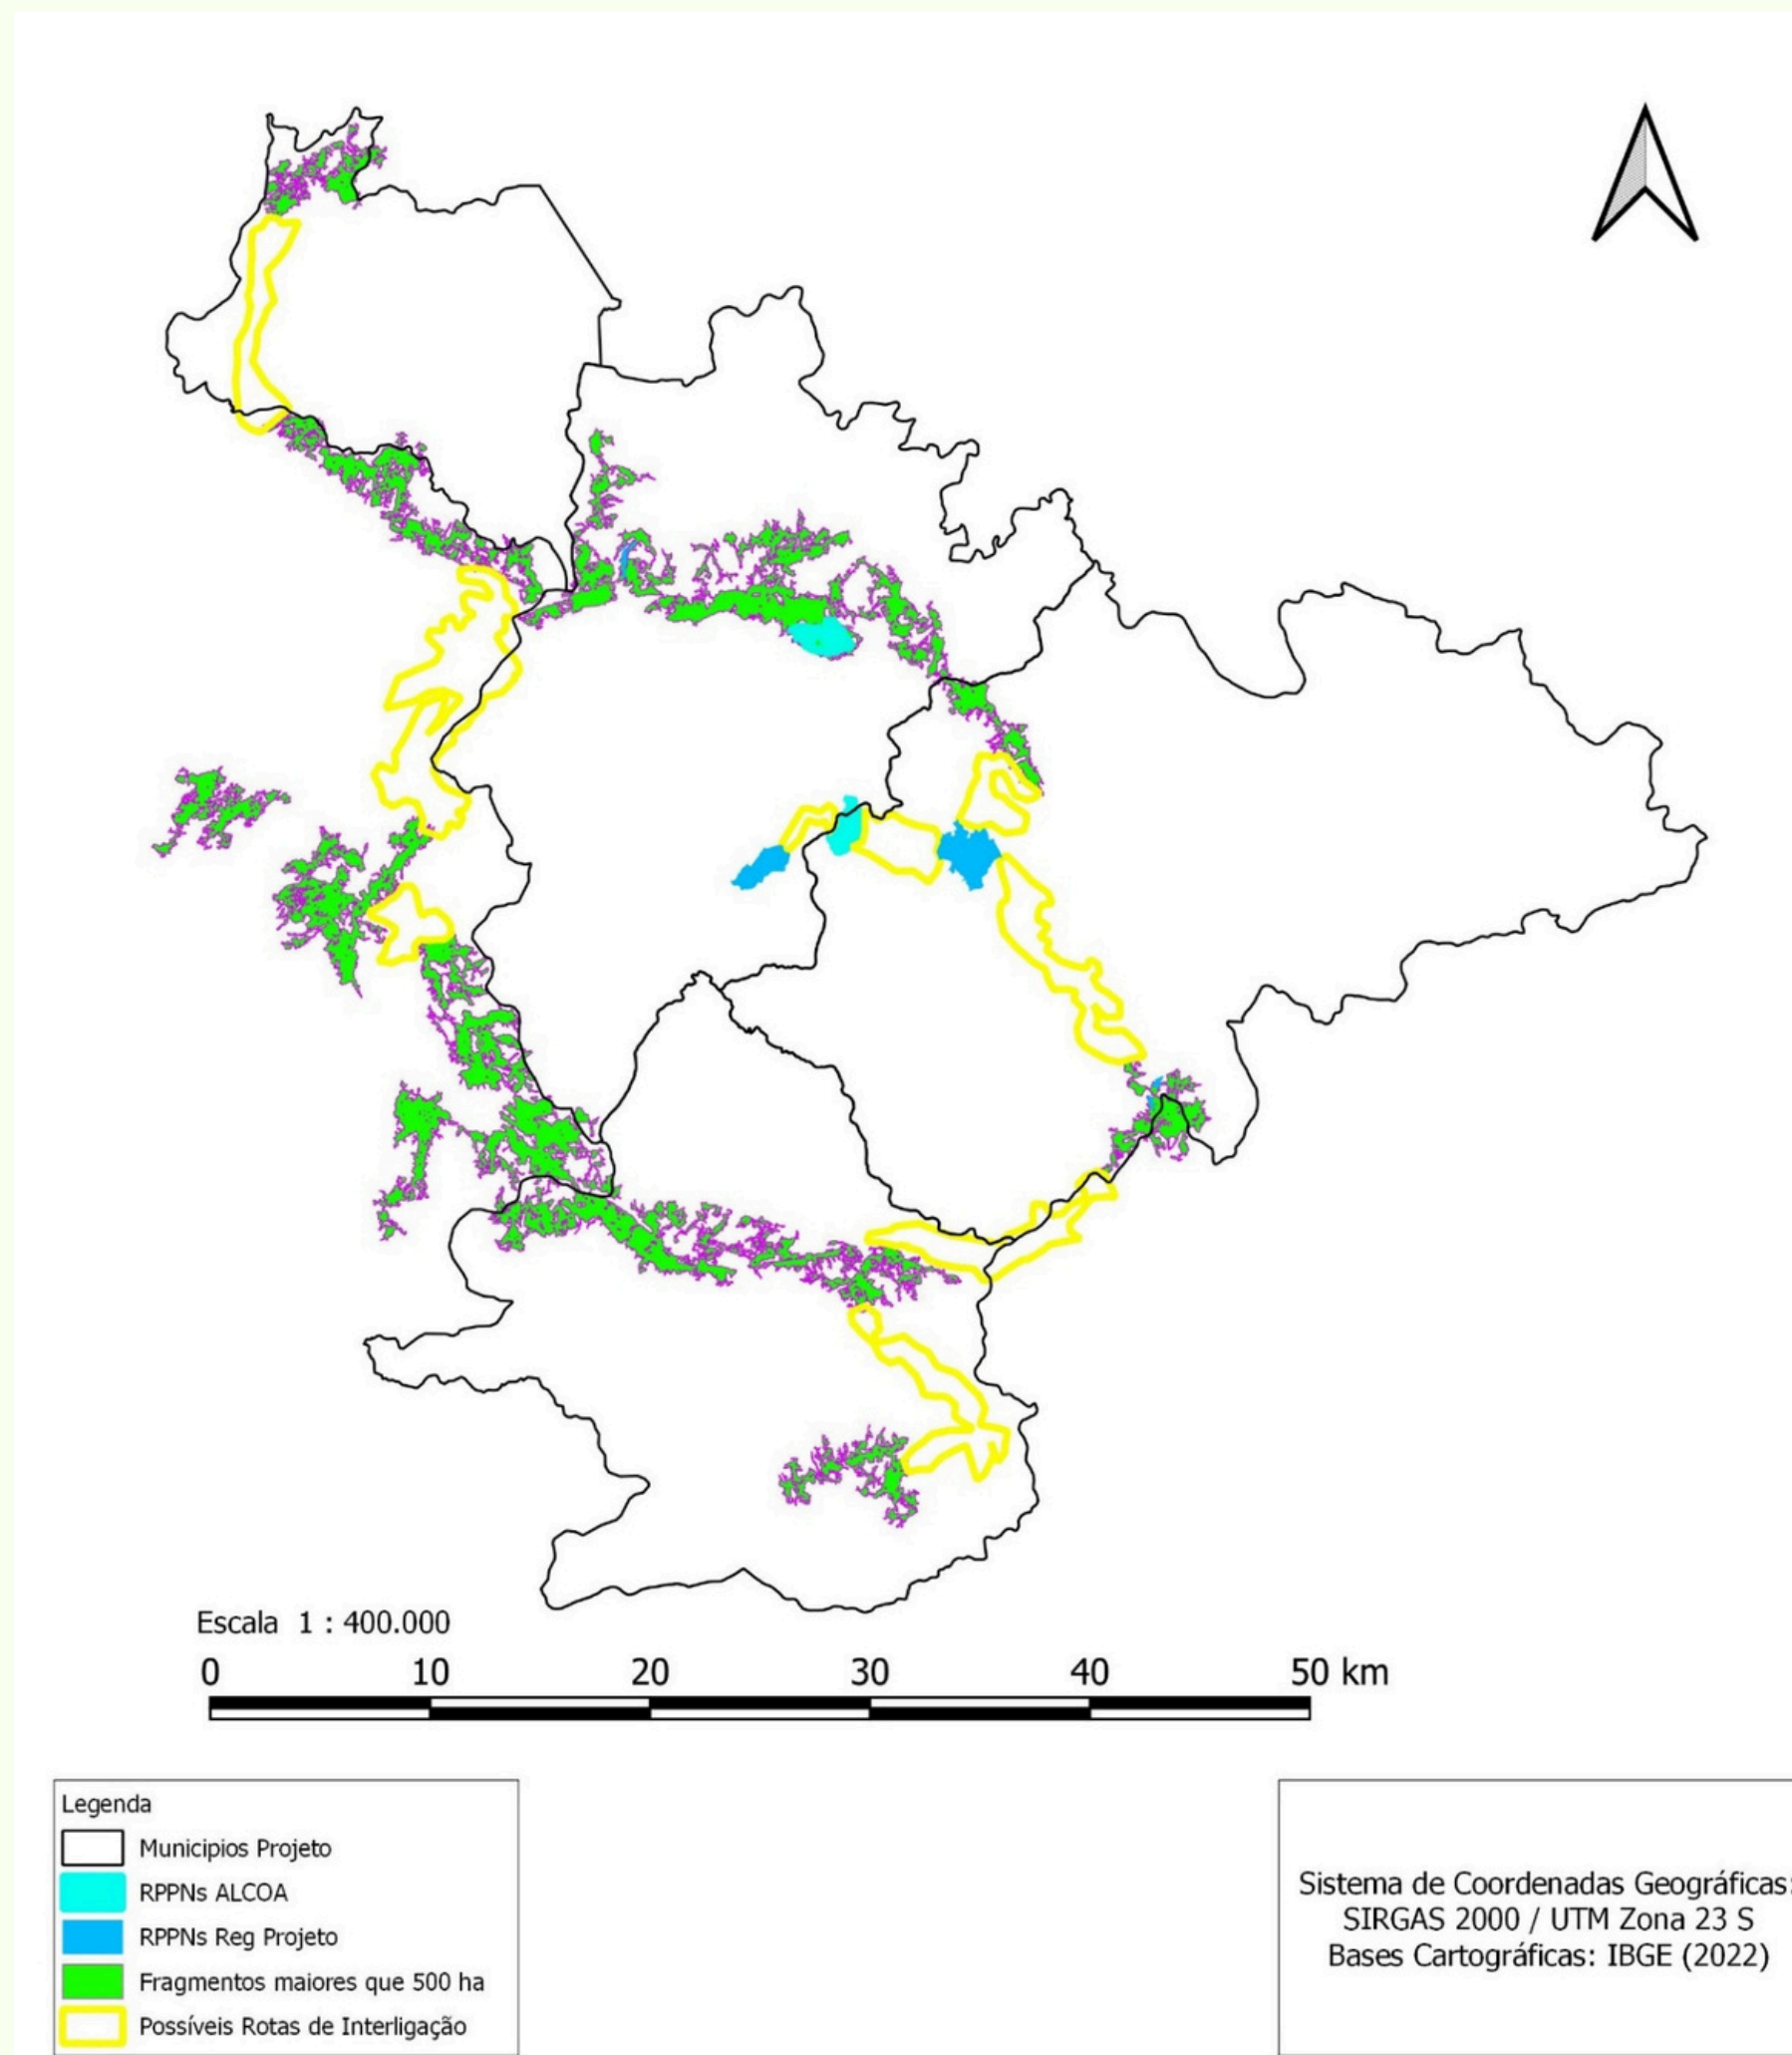 Escala 1 : 400.000
0 10 20 30 40 50 km
Legenda
Municipios Projeto
RPPNs ALCOA
RPPNs Reg Projeto
Fragmentos maiores que 500 ha
Possíveis Rotas de Interligação
Sistema de Coordenadas Geográficas:
SIRGAS 2000 / UTM Zona 23 S
Bases Cartográficas: IBGE (2022)